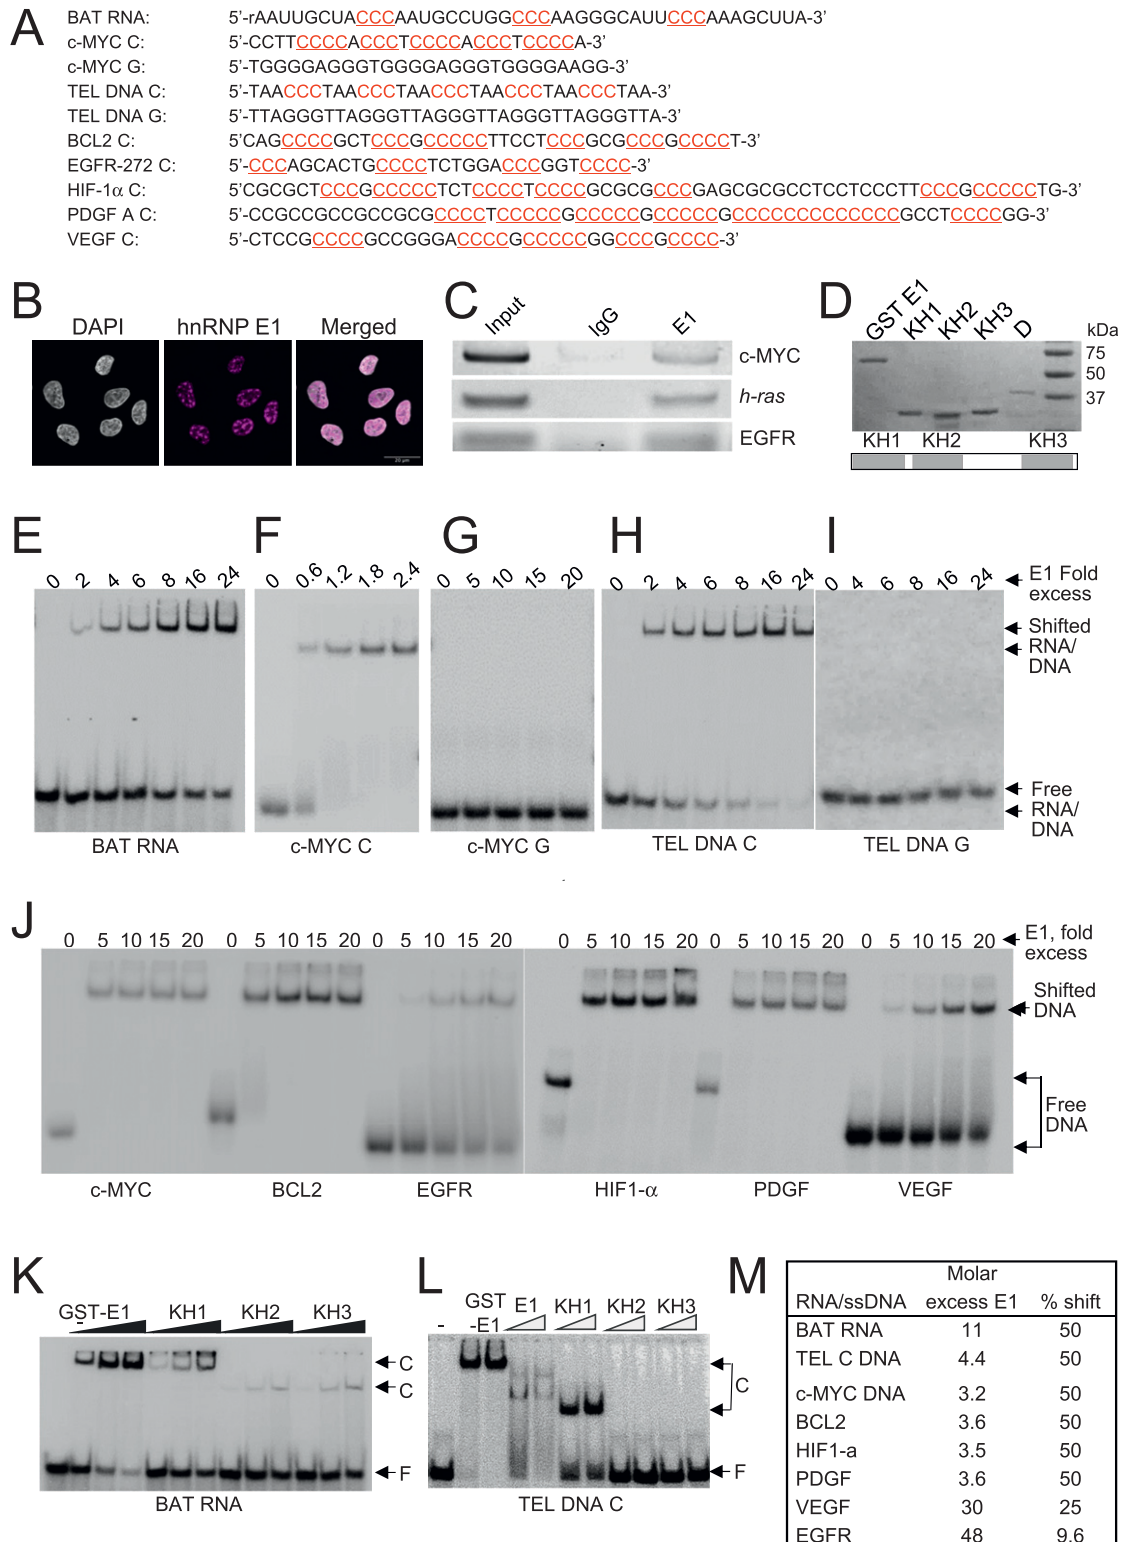 A
BAT RNA: 5'-rAAUUGCUACCCAAUGCCUGGCCCAAGGGCAUUCCCAAAGCUUA-3'
c-MYC C: 5'-CCTTCCCCACCCTCCCCACCCTCCCCA-3'
c-MYC G: 5'-TGGGGAGGGTGGGGAGGGTGGGGAAGG-3'
TEL DNA C: 5'-TAACCCTAACCCTAACCCTAACCCTAACCCTAA-3'
TEL DNA G: 5'-TTAGGGTTAGGGTTAGGGTTAGGGTTAGGGTTA-3'
BCL2 C: 5'CAGCCCCGCTCCCGCCCCCTTCCTCCCGCGCCCGCCCCT-3'
EGFR-272 C: 5'-CCCAGCACTGCCCCTCTGGACCCGGTCCCC-3'
HIF-1α C: 5'CGCGCTCCCGCCCCCTCTCCCCTCCCCGCGCGCCCGAGCGCGCCTCCTCCCTTCCCGCCCCCTG-3'
PDGF A C: 5'-CCGCCGCCGCCGCGCCCCTCCCCCGCCCCCGCCCCCGCCCCCCCCCCCCCGCCTCCCCGG-3'
VEGF C: 5'-CTCCGCCCCGCCGGGACCCCGCCCCCGGCCCGCCCC-3'
B
DAPI hnRNP E1 Merged
20 µm
C
Input IgG E1
c-MYC
h-ras
EGFR
D
GST E1 KH1 KH2 KH3 D
kDa
75
50
37
KH1 KH2 KH3
E
0 2 4 6 8 16 24
BAT RNA
F
0 0.6 1.2 1.8 2.4
c-MYC C
G
0 5 10 15 20
c-MYC G
H
0 2 4 6 8 16 24
TEL DNA C
I
0 4 6 8 16 24
TEL DNA G
E1 Fold
excess
Shifted
RNA/
DNA
Free
RNA/
DNA
J
0 5 10 15 20 0 5 10 15 20 0 5 10 15 20 0 5 10 15 20 0 5 10 15 20 0 5 10 15 20
E1, fold
excess
Shifted
DNA
Free
DNA
c-MYC BCL2 EGFR HIF1-α PDGF VEGF
K
GST-E1 KH1 KH2 KH3
-
C
C
F
BAT RNA
L
GST
-E1 E1 KH1 KH2 KH3
-
C
F
TEL DNA C
M
Molar
RNA/ssDNA excess E1 % shift
BAT RNA 11 50
TEL C DNA 4.4 50
c-MYC DNA 3.2 50
BCL2 3.6 50
HIF1-a 3.5 50
PDGF 3.6 50
VEGF 30 25
EGFR 48 9.6